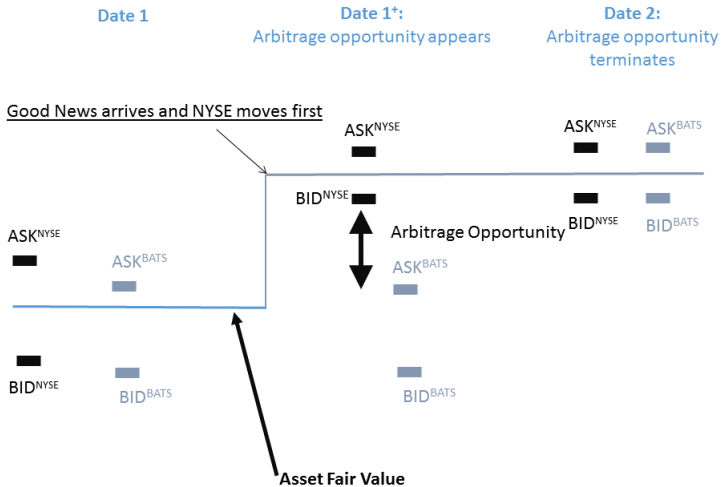 Date 1
Date 1⁺:
Arbitrage opportunity appears
Date 2:
Arbitrage opportunity
terminates
Good News arrives and NYSE moves first
ASK^NYSE
ASK^NYSE
ASK^BATS
BID^NYSE
BID^NYSE
BID^BATS
Arbitrage Opportunity
ASK^NYSE
ASK^BATS
ASK^BATS
BID^NYSE
BID^BATS
BID^BATS
Asset Fair Value